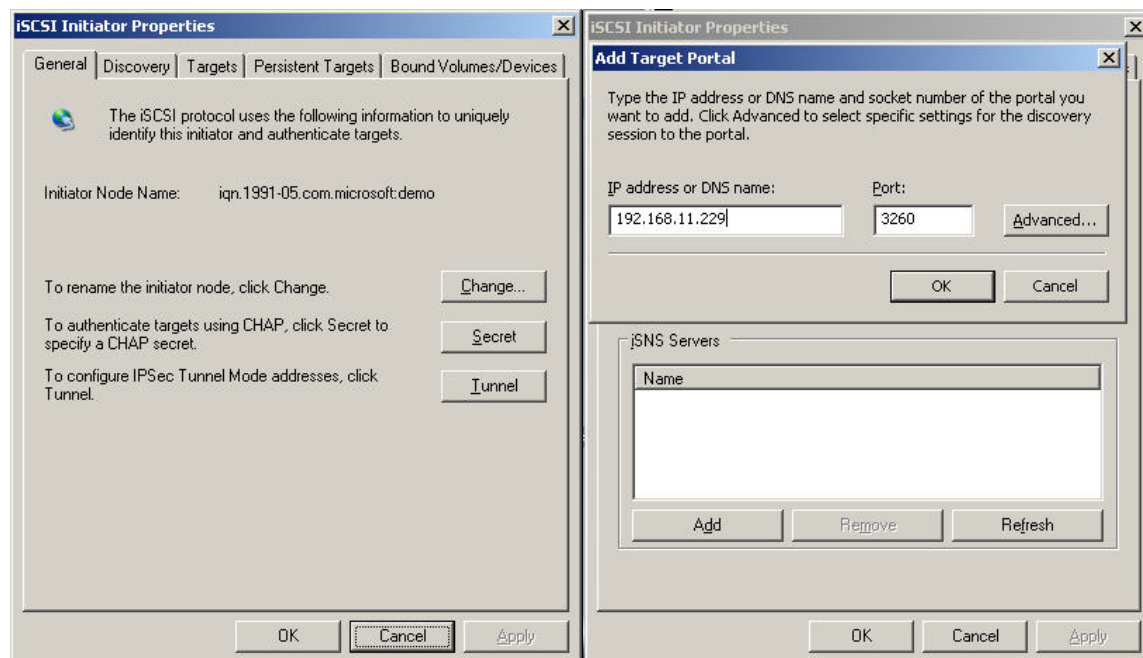 iSCSI Initiator Properties
General
Discovery
Targets
Persistent Targets
Bound Volumes/Devices
The iSCSI protocol uses the following information to uniquely
identify this initiator and authenticate targets.
Initiator Node Name: iqn.1991-05.com.microsoft:demo
To rename the initiator node, click Change.
Change...
To authenticate targets using CHAP, click Secret to
specify a CHAP secret.
Secret
To configure IPSec Tunnel Mode addresses, click
Tunnel.
Tunnel
OK
Cancel
Apply
iSCSI Initiator Properties
Add Target Portal
Type the IP address or DNS name and socket number of the portal you
want to add. Click Advanced to select specific settings for the discovery
session to the portal.
IP address or DNS name:
Port:
192.168.11.229
3260
Advanced...
OK
Cancel
iSNS Servers
Name
Add
Remove
Refresh
OK
Cancel
Apply